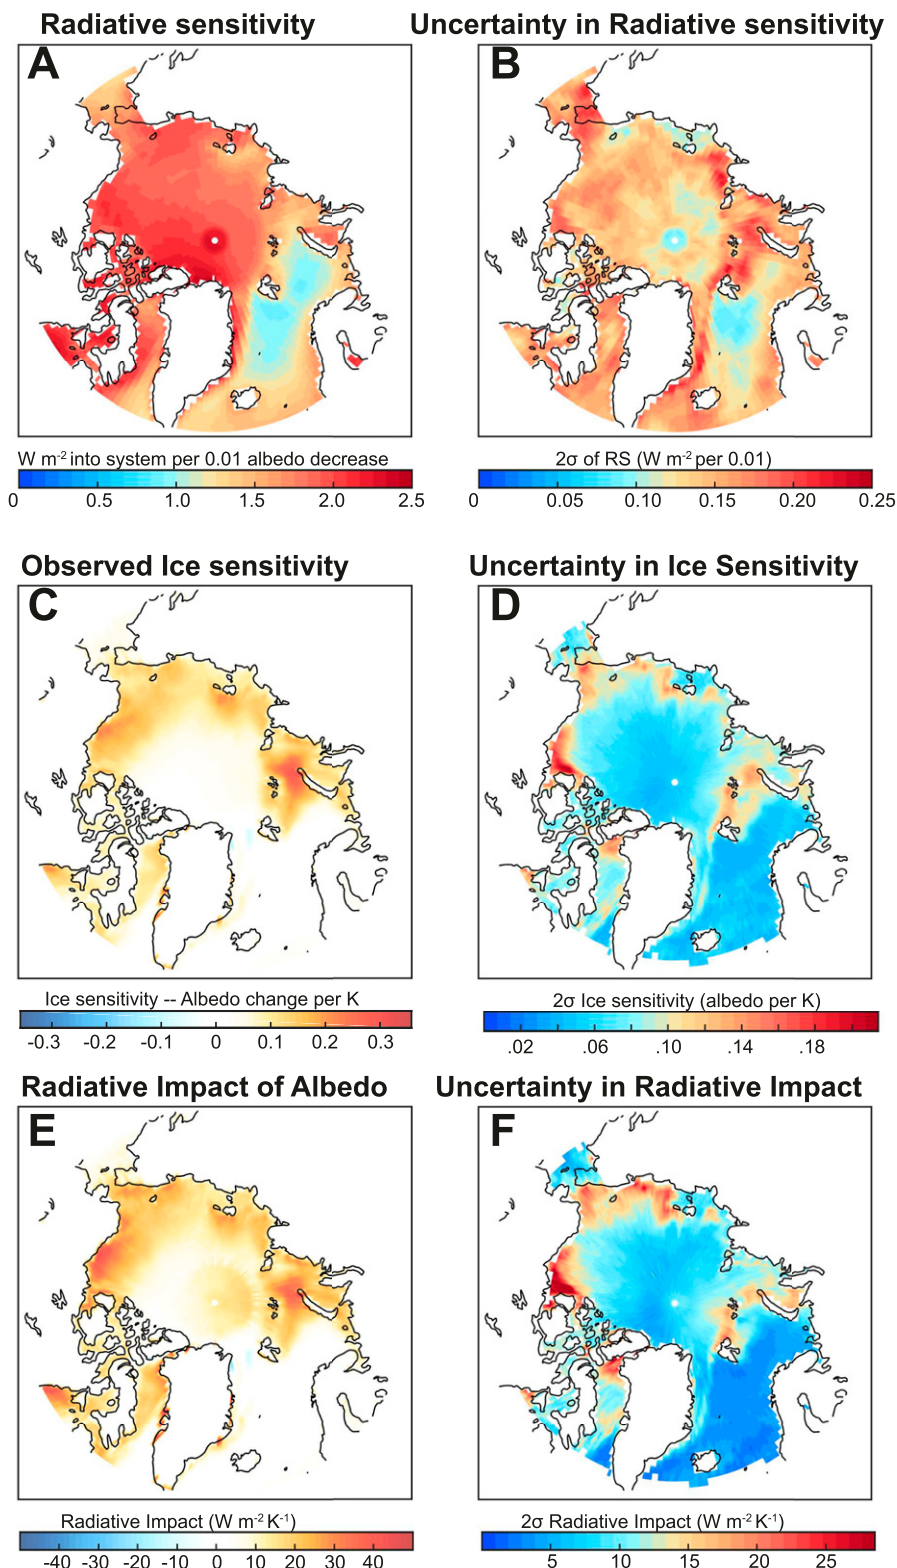 Radiative sensitivity Uncertainty in Radiative sensitivity
A B
W m-2 into system per 0.01 albedo decrease 2σ of RS (W m-2 per 0.01)
0 0.5 1.0 1.5 2.0 2.5 0 0.05 0.10 0.15 0.20 0.25
Observed Ice sensitivity Uncertainty in Ice Sensitivity
C D
Ice sensitivity -- Albedo change per K 2σ Ice sensitivity (albedo per K)
-0.3 -0.2 -0.1 0 0.1 0.2 0.3 .02 .06 .10 .14 .18
Radiative Impact of Albedo Uncertainty in Radiative Impact
E F
Radiative Impact (W m-2 K-1) 2σ Radiative Impact (W m-2 K-1)
-40 -30 -20 -10 0 10 20 30 40 5 10 15 20 25